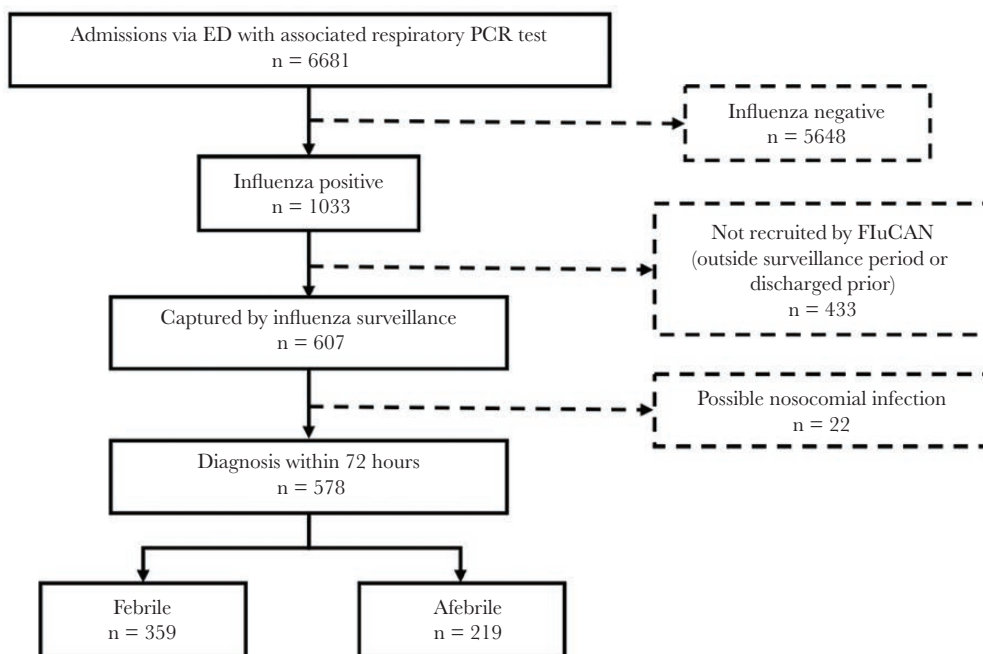 Admissions via ED with associated respiratory PCR test
n = 6681
Influenza negative
n = 5648
Influenza positive
n = 1033
Not recruited by FIuCAN
(outside surveillance period or
discharged prior)
n = 433
Captured by influenza surveillance
n = 607
Possible nosocomial infection
n = 22
Diagnosis within 72 hours
n = 578
Febrile
n = 359
Afebrile
n = 219